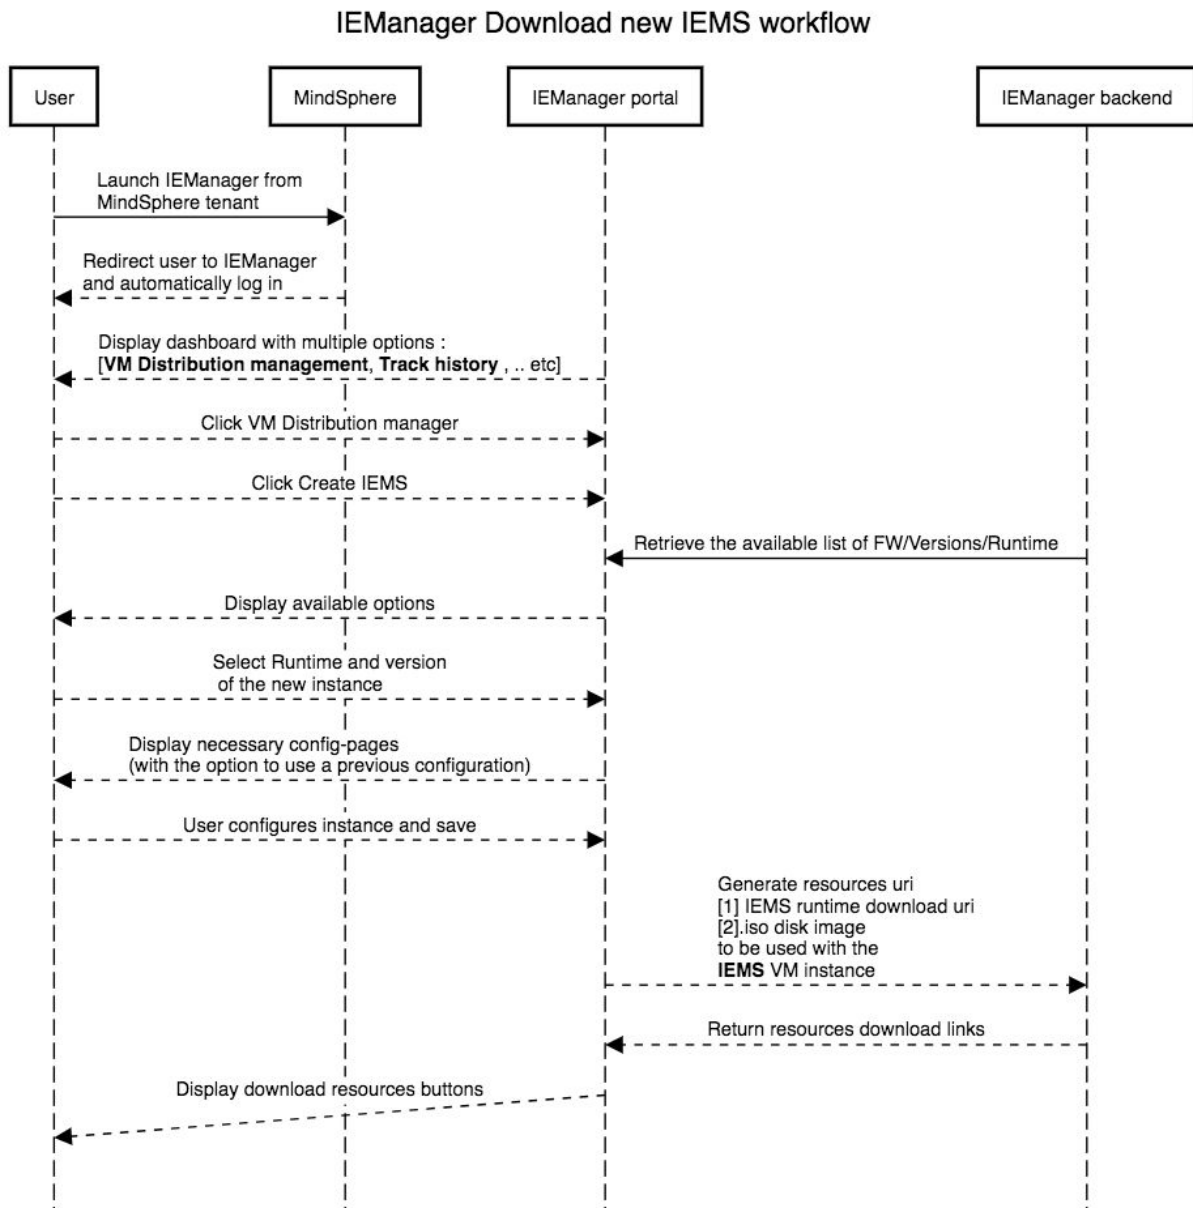 IEManager Download new IEMS workflow
User
MindSphere
IEManager portal
IEManager backend
Launch IEManager from
MindSphere tenant
Redirect user to IEManager
and automatically log in
Display dashboard with multiple options :
[VM Distribution management, Track history , .. etc]
Click VM Distribution manager
Click Create IEMS
Retrieve the available list of FW/Versions/Runtime
Display available options
Select Runtime and version
of the new instance
Display necessary config-pages
(with the option to use a previous configuration)
User configures instance and save
Generate resources uri
[1] IEMS runtime download uri
[2].iso disk image
to be used with the
IEMS VM instance
Return resources download links
Display download resources buttons